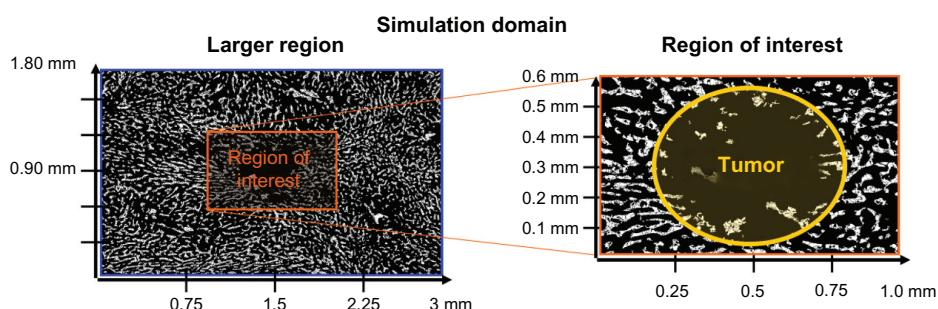 Simulation domain
Larger region
Region of interest
1.80 mm
0.90 mm
Region of
interest
0.75
1.5
2.25
3 mm
0.6 mm
0.5 mm
0.4 mm
0.3 mm
0.2 mm
0.1 mm
Tumor
0.25
0.5
0.75
1.0 mm